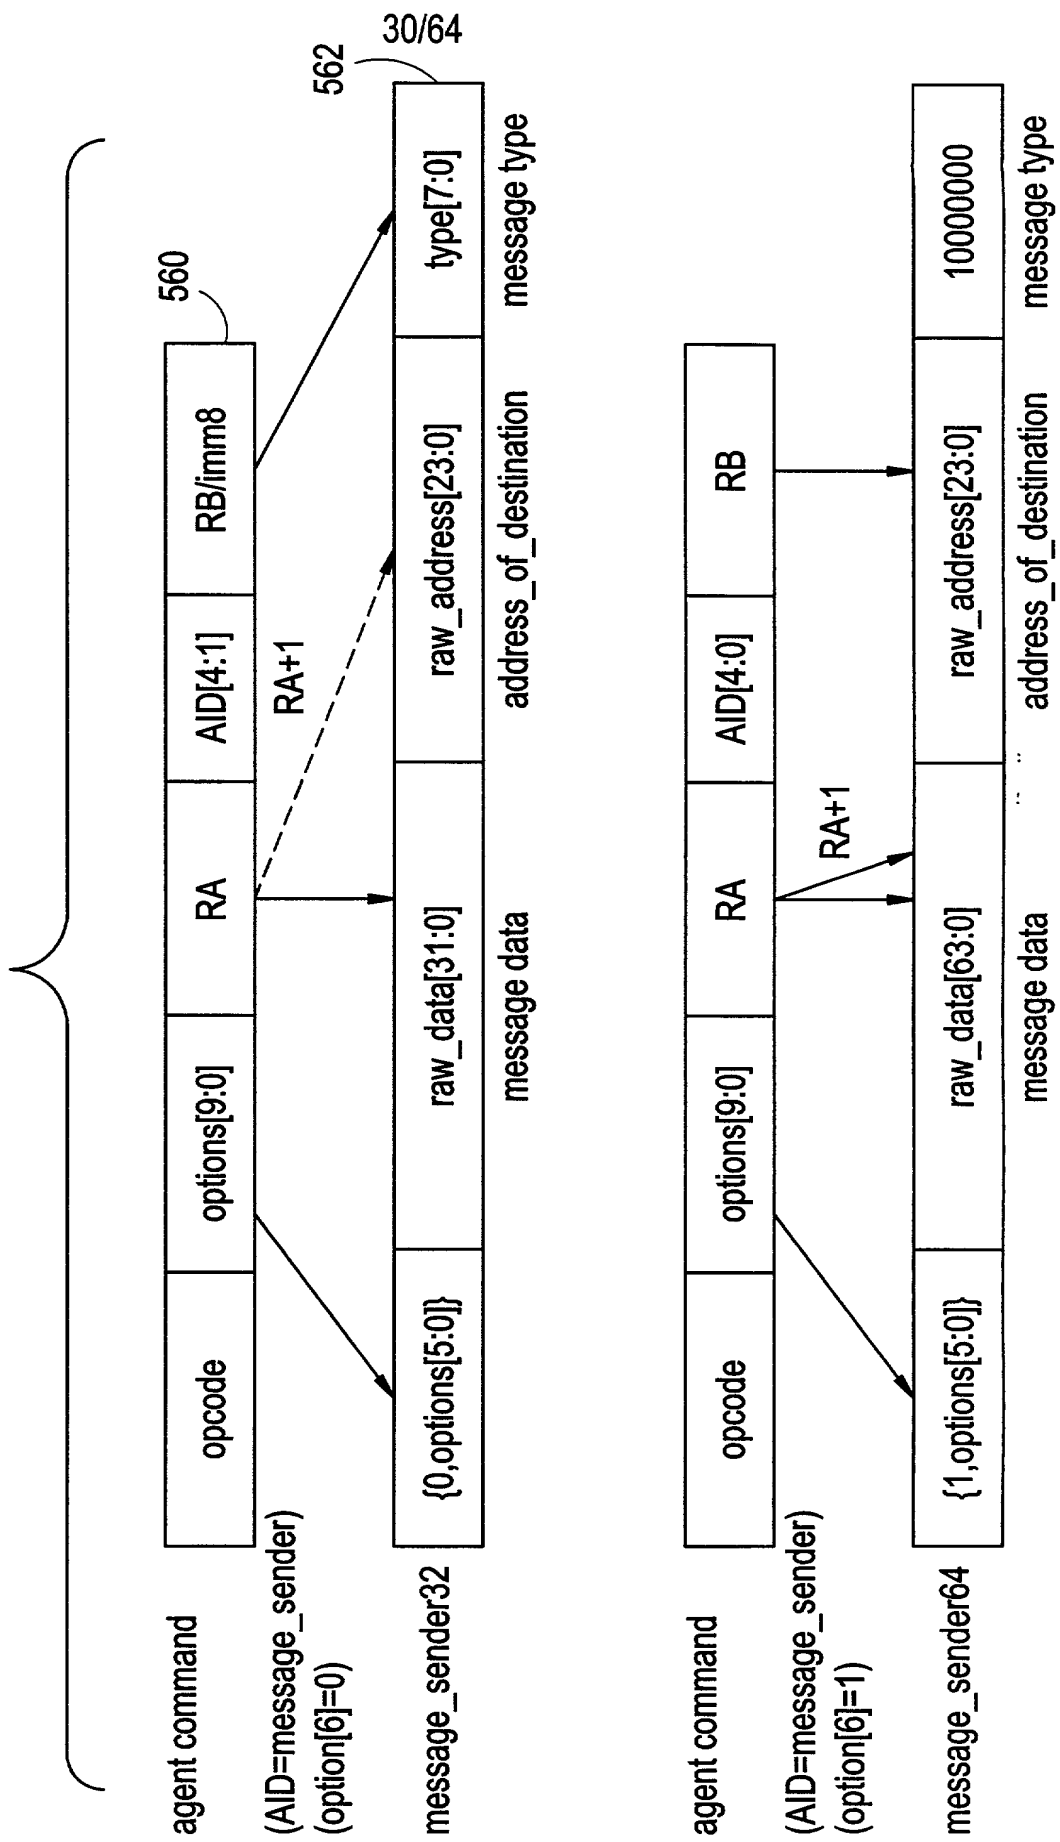 30/64
agent command
opcode
options[9:0]
RA
AID[4:1]
RB/imm8
560
(AID=message_sender)
(option[6]=0)
RA+1
562
message_sender32
{0,options[5:0]}
raw_data[31:0]
raw_address[23:0]
type[7:0]
message data
address_of_destination
message type
agent command
opcode
options[9:0]
RA
AID[4:0]
RB
(AID=message_sender)
(option[6]=1)
RA+1
message_sender64
{1,options[5:0]}
raw_data[63:0]
raw_address[23:0]
10000000
message data
address_of_destination
message type